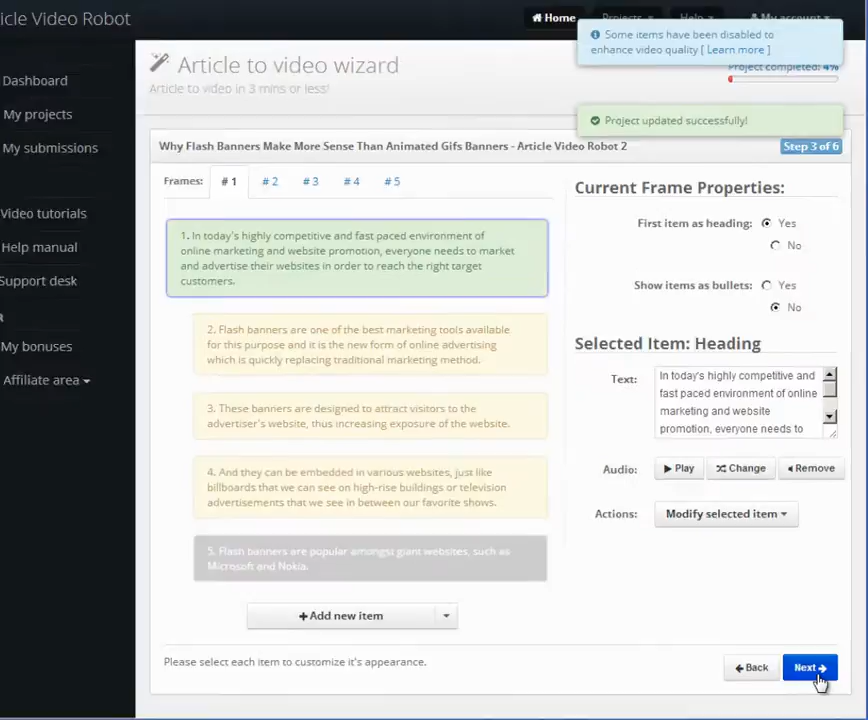 icle Video Robot
Home
Projects
Help
My account
Some items have been disabled to
enhance video quality [ Learn more ]
Project completed: 4%
Project updated successfully!
Dashboard
My projects
My submissions
Video tutorials
Help manual
Support desk
R
My bonuses
Affiliate area
Article to video wizard
Article to video in 3 mins or less!
Why Flash Banners Make More Sense Than Animated Gifs Banners - Article Video Robot 2
Step 3 of 6
Frames: # 1 # 2 # 3 # 4 # 5
1. In today's highly competitive and fast paced environment of
online marketing and website promotion, everyone needs to market
and advertise their websites in order to reach the right target
customers.
2. Flash banners are one of the best marketing tools available
for this purpose and it is the new form of online advertising
which is quickly replacing traditional marketing method.
3. These banners are designed to attract visitors to the
advertiser's website, thus increasing exposure of the website.
4. And they can be embedded in various websites, just like
billboards that we can see on high-rise buildings or television
advertisements that we see in between our favorite shows.
5. Flash banners are popular amongst giant websites, such as
Microsoft and Nokia.
+ Add new item
Please select each item to customize it's appearance.
Current Frame Properties:
First item as heading: Yes
No
Show items as bullets: Yes
No
Selected Item: Heading
Text: In today's highly competitive and
fast paced environment of online
marketing and website
promotion, everyone needs to
Audio: Play Change Remove
Actions: Modify selected item
Back Next